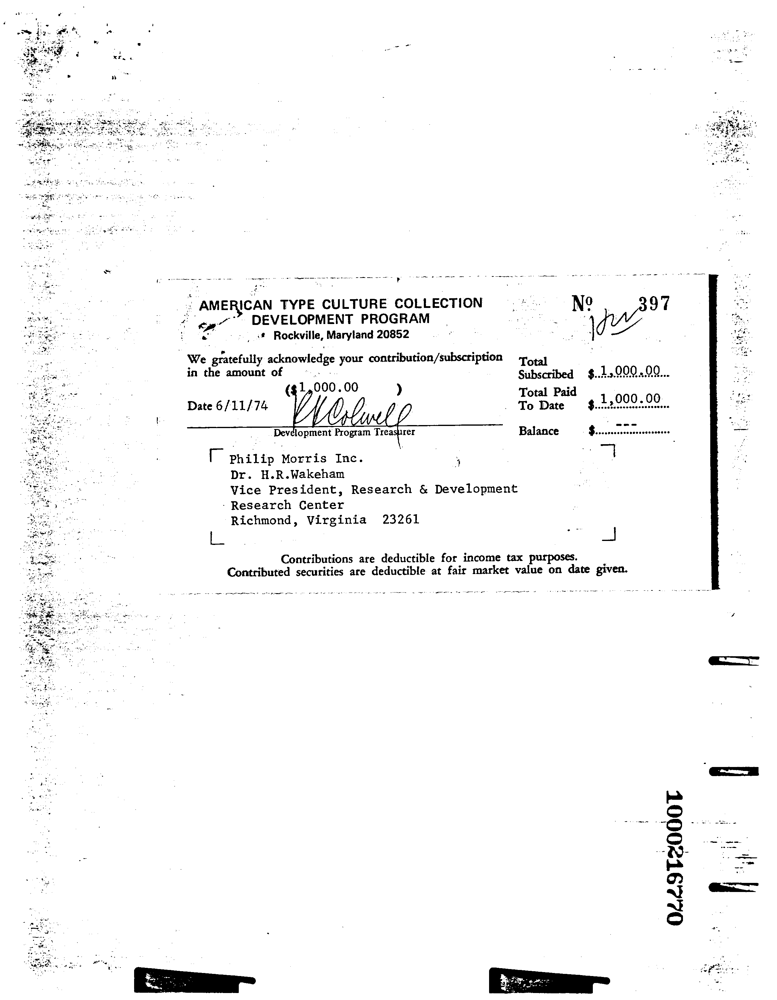 AMERICAN TYPE CULTURE COLLECTION
DEVELOPMENT PROGRAM
Rockville, Maryland 20852
Nº 397
We gratefully acknowledge your contribution/subscription
in the amount of
($1,000.00 )
Date 6/11/74
RRColwell
Development Program Treasurer
Total
Subscribed $ 1,000.00
Total Paid
To Date $ 1,000.00
Balance $ ---
Philip Morris Inc.
Dr. H.R.Wakeham
Vice President, Research & Development
Research Center
Richmond, Virginia 23261
Contributions are deductible for income tax purposes.
Contributed securities are deductible at fair market value on date given.
1000216770